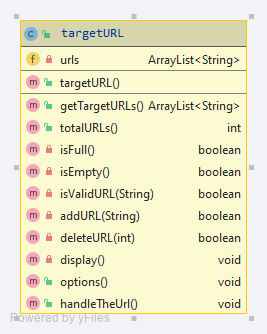 C targetURL
f urls ArrayList<String>
m targetURL()
m getTargetURLs() ArrayList<String>
m totalURLs() int
m isFull() boolean
m isEmpty() boolean
m isValidURL(String) boolean
m addURL(String) boolean
m deleteURL(int) boolean
m display() void
m options() void
m handleTheUrl() void
Powered by yFiles